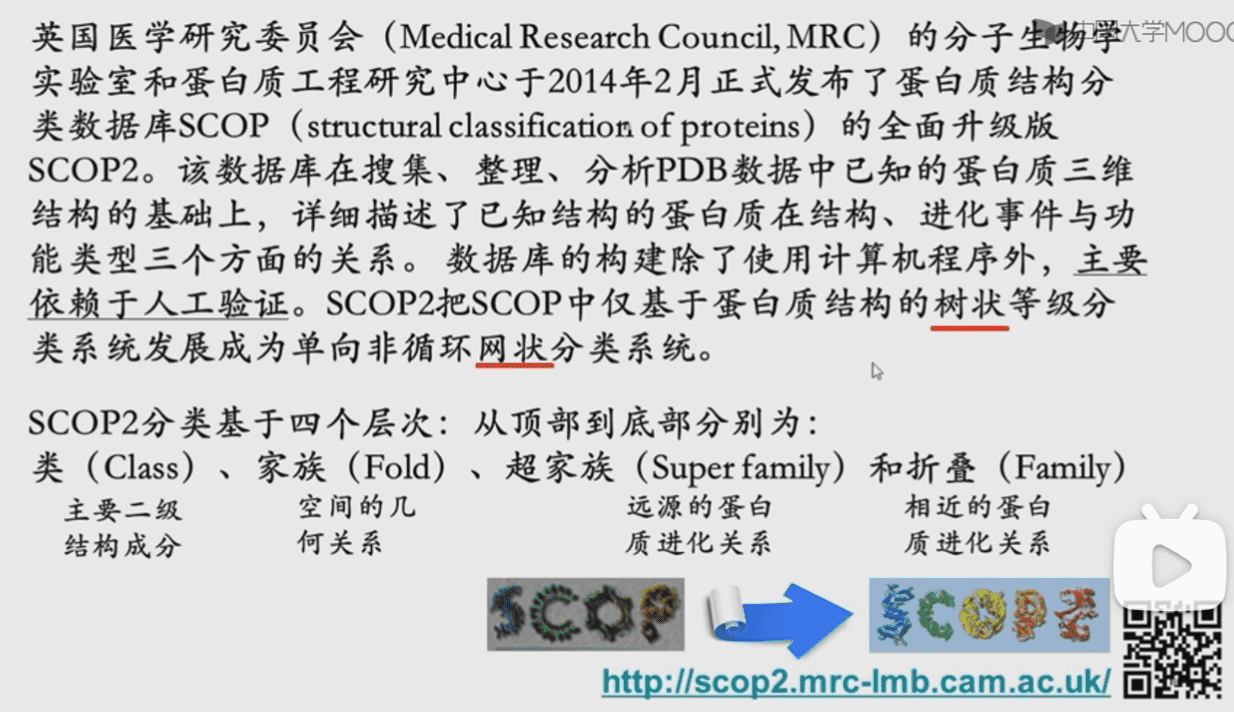 中国大学MOOC
英国医学研究委员会（Medical Research Council, MRC）的分子生物学
实验室和蛋白质工程研究中心于2014年2月正式发布了蛋白质结构分
类数据库SCOP（structural classification of proteins）的全面升级版
SCOP2。该数据库在搜集、整理、分析PDB数据中已知的蛋白质三维
结构的基础上，详细描述了已知结构的蛋白质在结构、进化事件与功
能类型三个方面的关系。数据库的构建除了使用计算机程序外，主要
依赖于人工验证。SCOP2把SCOP中仅基于蛋白质结构的树状等级分
类系统发展成为单向非循环网状分类系统。
SCOP2分类基于四个层次：从顶部到底部分别为：
类（Class）、家族（Fold）、超家族（Super family）和折叠（Family）
主要二级 空间的几 远源的蛋白 相近的蛋白
结构成分 何关系 质进化关系 质进化关系
SCOP SCOP2
http://scop2.mrc-lmb.cam.ac.uk/